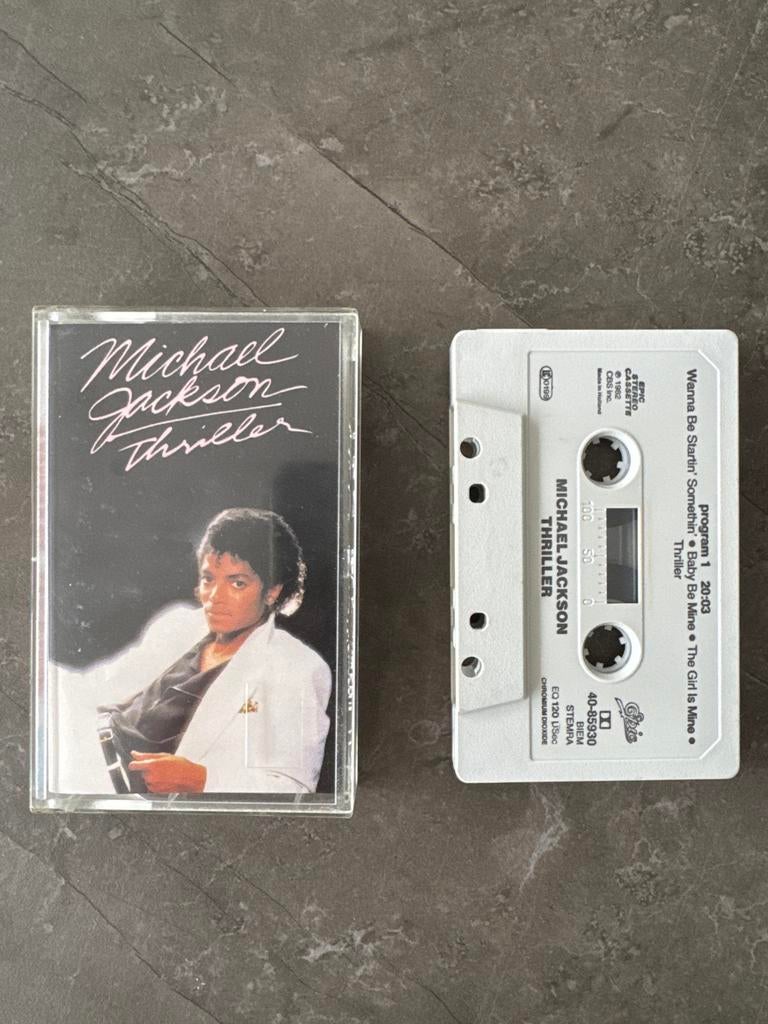 Michael
Jackson
Thriller
program 1 20:03
Wanna Be Startin' Somethin' • Baby Be Mine • The Girl Is Mine •
Thriller
EPIC
STEREO
CASSETTE
℗ 1982
CBS Inc.
Made in Holland
100 50 0
Epic
40-85930
BIEM
STEMRA
EQ 120 µSec
CHROMIUM DIOXIDE
MICHAEL JACKSON
THRILLER